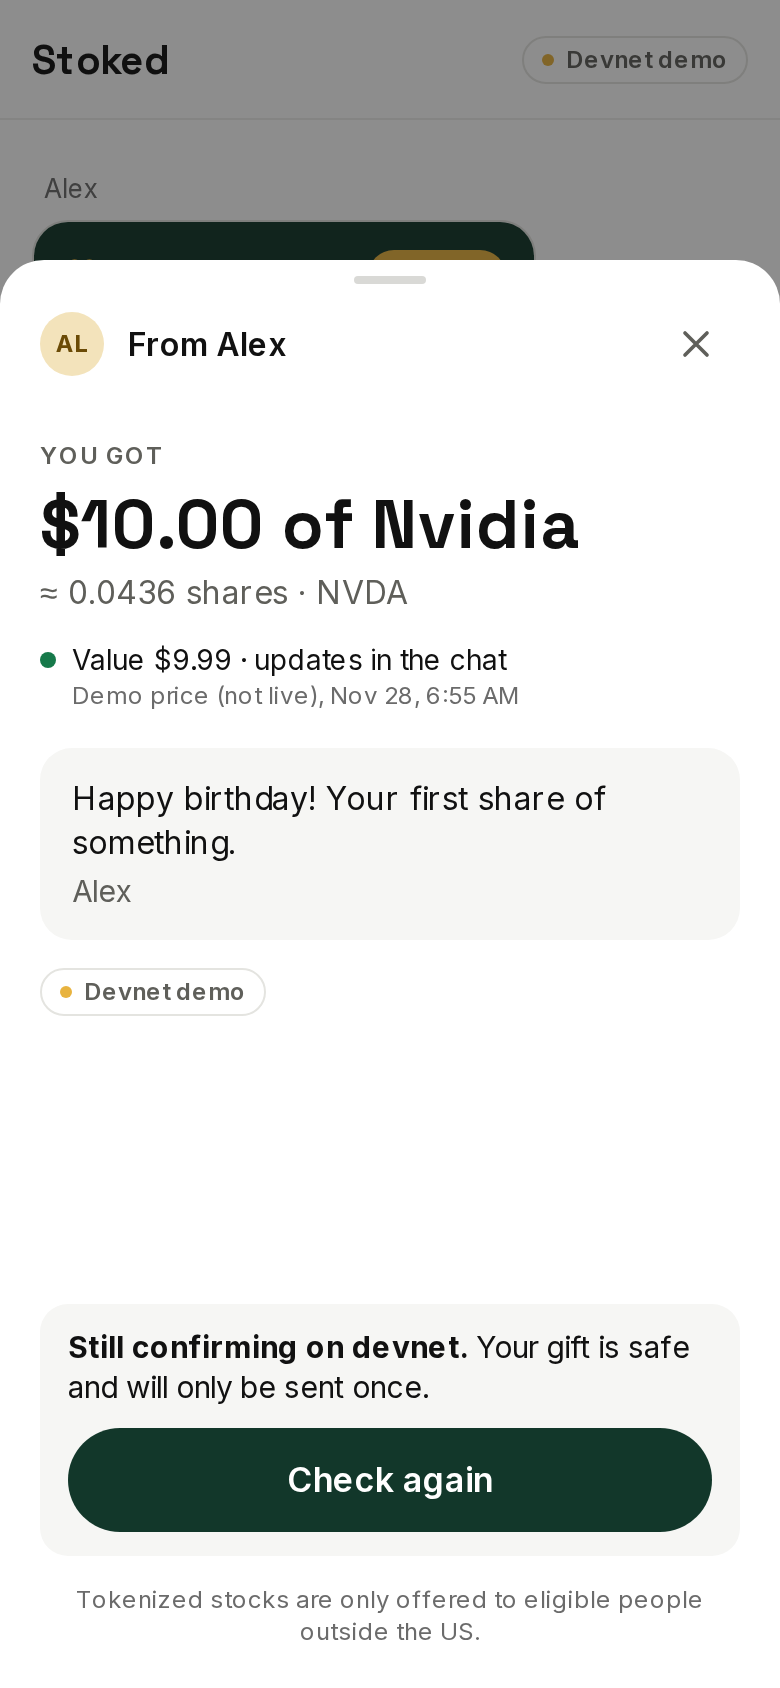 Stoked
Devnet demo
Alex
AL
From Alex
YOU GOT
$10.00 of Nvidia
≈ 0.0436 shares · NVDA
Value $9.99 · updates in the chat
Demo price (not live), Nov 28, 6:55 AM
Happy birthday! Your first share of
something.
Alex
Devnet demo
Still confirming on devnet. Your gift is safe
and will only be sent once.
Check again
Tokenized stocks are only offered to eligible people
outside the US.